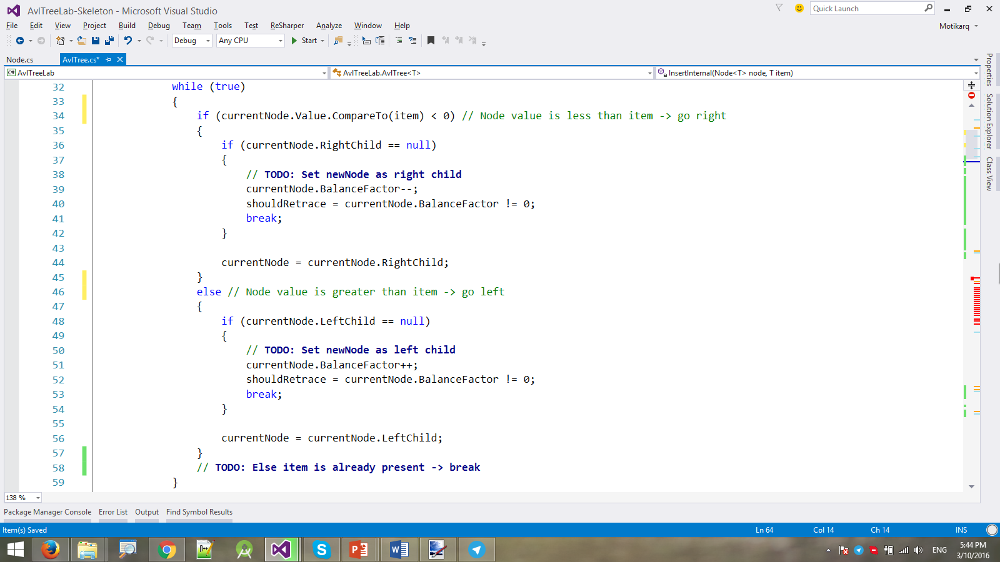 AvlTreeLab-Skeleton - Microsoft Visual Studio
Quick Launch
File Edit View Project Build Debug Team Tools Test ReSharper Analyze Window Help
Motikarq
Debug Any CPU Start
Node.cs AvlTree.cs*
C# AvlTreeLab AvlTreeLab.AvlTree<T> InsertInternal(Node<T> node, T item)
32 while (true)
33 {
34 if (currentNode.Value.CompareTo(item) < 0) // Node value is less than item -> go right
35 {
36 if (currentNode.RightChild == null)
37 {
38 // TODO: Set newNode as right child
39 currentNode.BalanceFactor--;
40 shouldRetrace = currentNode.BalanceFactor != 0;
41 break;
42 }
43
44 currentNode = currentNode.RightChild;
45 }
46 else // Node value is greater than item -> go left
47 {
48 if (currentNode.LeftChild == null)
49 {
50 // TODO: Set newNode as left child
51 currentNode.BalanceFactor++;
52 shouldRetrace = currentNode.BalanceFactor != 0;
53 break;
54 }
55
56 currentNode = currentNode.LeftChild;
57 }
58 // TODO: Else item is already present -> break
59 }
Properties
Solution Explorer
Class View
138 %
Package Manager Console Error List Output Find Symbol Results
Item(s) Saved Ln 64 Col 14 Ch 14 INS
ENG
5:44 PM
3/10/2016